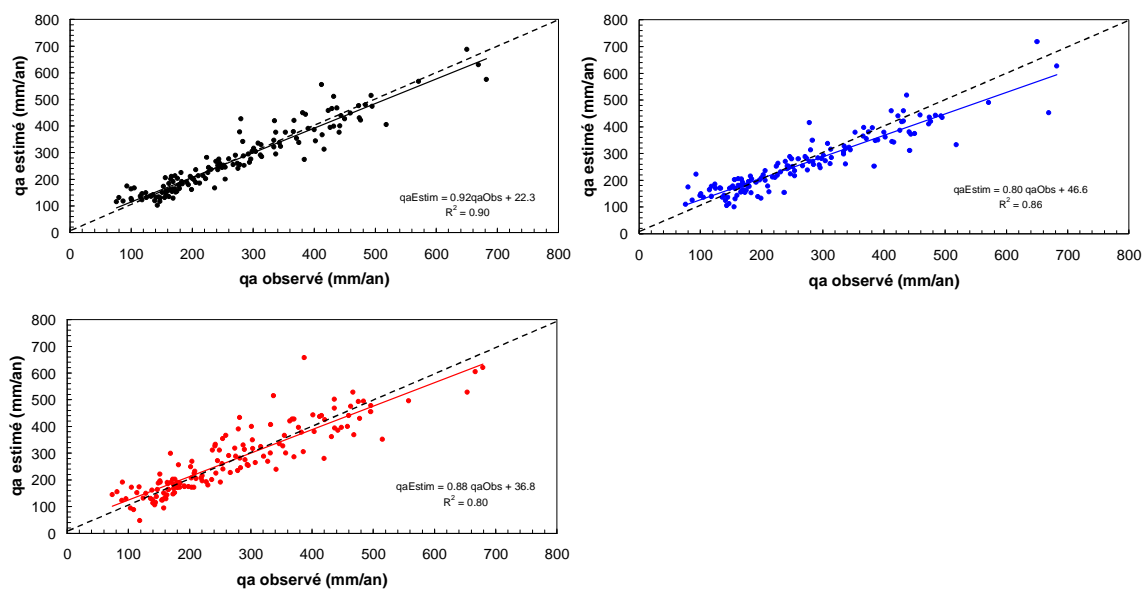 800
700
600
500
400
300
200
100
0
qa estimé (mm/an)
qaEstim = 0.92qaObs + 22.3
R² = 0.90
0 100 200 300 400 500 600 700 800
qa observé (mm/an)
800
700
600
500
400
300
200
100
0
qa estimé (mm/an)
qaEstim = 0.80 qaObs + 46.6
R² = 0.86
0 100 200 300 400 500 600 700 800
qa observé (mm/an)
800
700
600
500
400
300
200
100
0
qa estimé (mm/an)
qaEstim = 0.88 qaObs + 36.8
R² = 0.80
0 100 200 300 400 500 600 700 800
qa observé (mm/an)